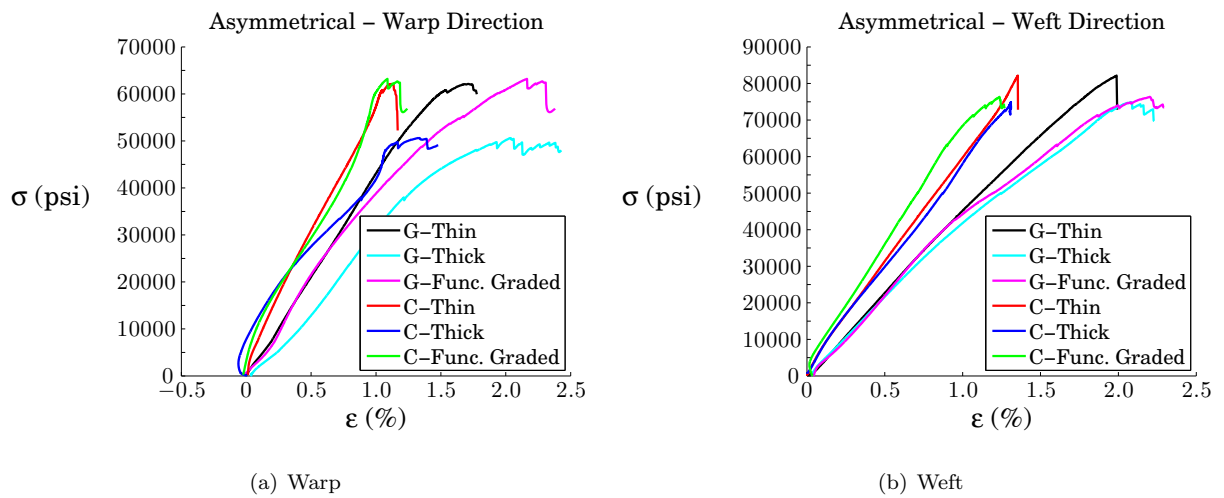 Asymmetrical − Warp Direction
70000
60000
50000
40000
30000
20000
10000
0
σ (psi)
−0.5
0
0.5
1.0
1.5
2.0
2.5
ε (%)
G−Thin
G−Thick
G−Func. Graded
C−Thin
C−Thick
C−Func. Graded
(a) Warp
Asymmetrical − Weft Direction
90000
80000
70000
60000
50000
40000
30000
20000
10000
0
σ (psi)
0
0.5
1.0
1.5
2.0
2.5
ε (%)
G−Thin
G−Thick
G−Func. Graded
C−Thin
C−Thick
C−Func. Graded
(b) Weft